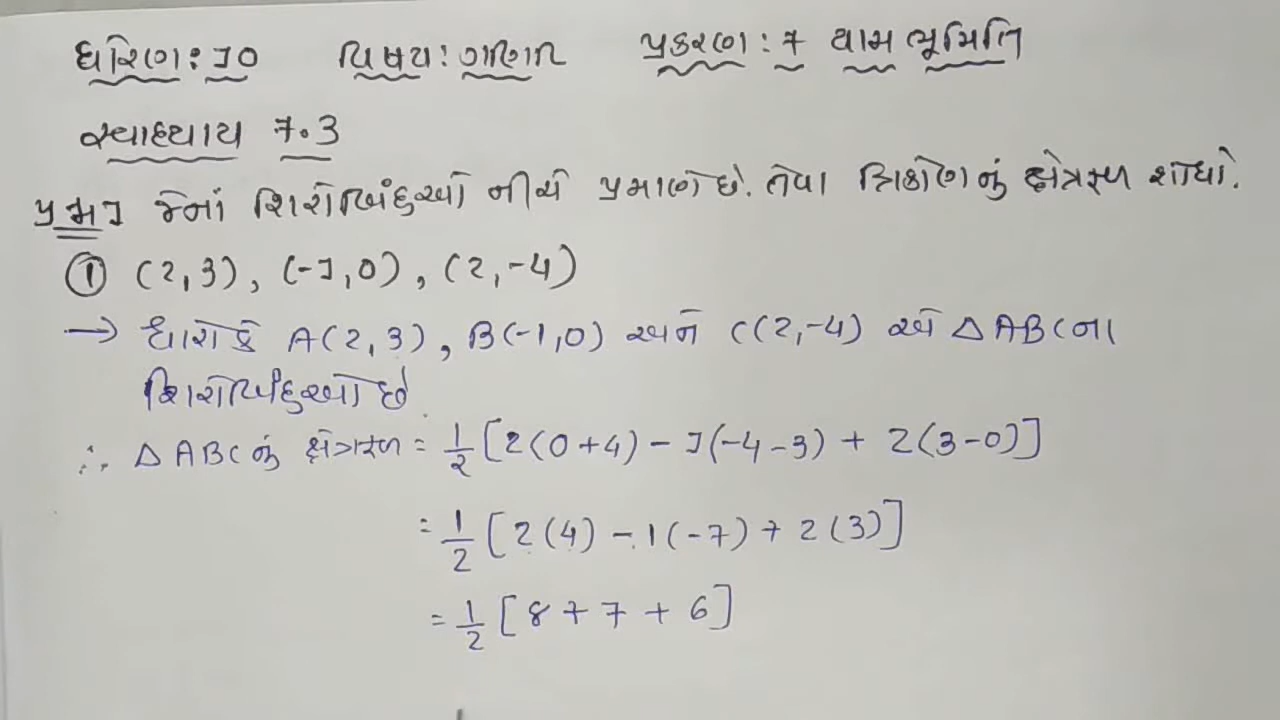 ધોરિણ: 10 વિષય: ગણિત પ્રકરણ: 7 યામ ભૂમિતિ
સ્વાધ્યાય 7.3
પ્રશ્ન 1 જેનાં શિરોબિંદુઓ નીચે પ્રમાણે છે. તેવા ત્રિકોણનું ક્ષેત્રફળ શોધો.
① (2,3), (-1,0), (2,-4)
→ ધારો કે A(2,3), B(-1,0) અને C(2,-4) એ △ABCના
શિરોબિંદુઓ છે
∴ △ABCનું ક્ષેત્રફળ = 1/2 [2(0+4) - 1(-4-3) + 2(3-0)]
= 1/2 [2(4) - 1(-7) + 2(3)]
= 1/2 [8 + 7 + 6]